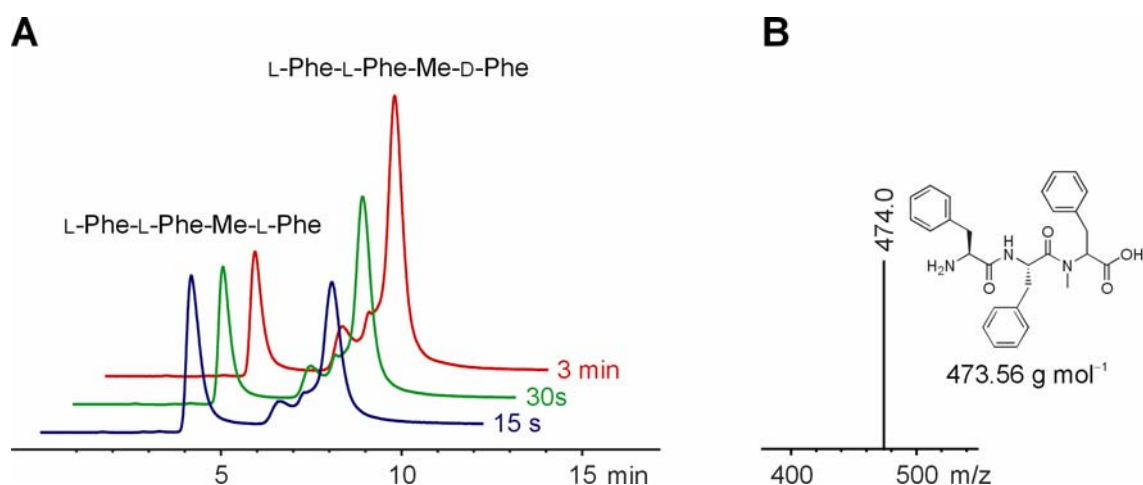 A
L-Phe-L-Phe-Me-D-Phe
L-Phe-L-Phe-Me-L-Phe
3 min
30s
15 s
5
10
15 min
B
474.0
H₂N
O
H
N
O
N
O
OH
473.56 g mol⁻¹
400
500 m/z